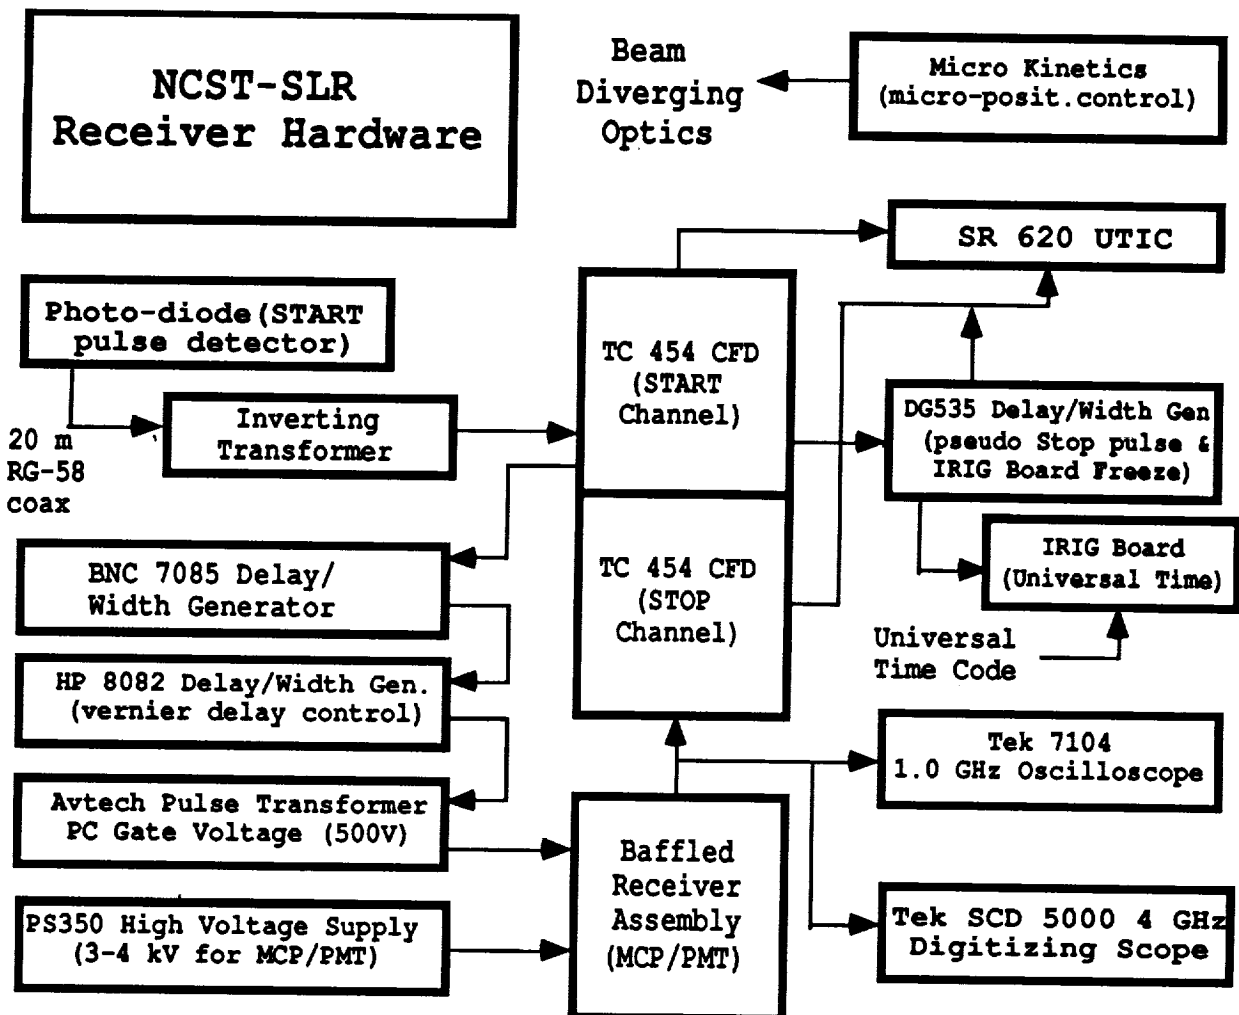 NCST-SLR
Receiver Hardware
Beam
Diverging
Optics
Micro Kinetics
(micro-posit.control)
SR 620 UTIC
Photo-diode(START
pulse detector)
TC 454 CFD
(START
Channel)
Inverting
Transformer
20 m
RG-58
coax
DG535 Delay/Width Gen
(pseudo Stop pulse &
IRIG Board Freeze)
BNC 7085 Delay/
Width Generator
TC 454 CFD
(STOP
Channel)
IRIG Board
(Universal Time)
Universal
Time Code
HP 8082 Delay/Width Gen.
(vernier delay control)
Tek 7104
1.0 GHz Oscilloscope
Avtech Pulse Transformer
PC Gate Voltage (500V)
Baffled
Receiver
Assembly
(MCP/PMT)
PS350 High Voltage Supply
(3-4 kV for MCP/PMT)
Tek SCD 5000 4 GHz
Digitizing Scope